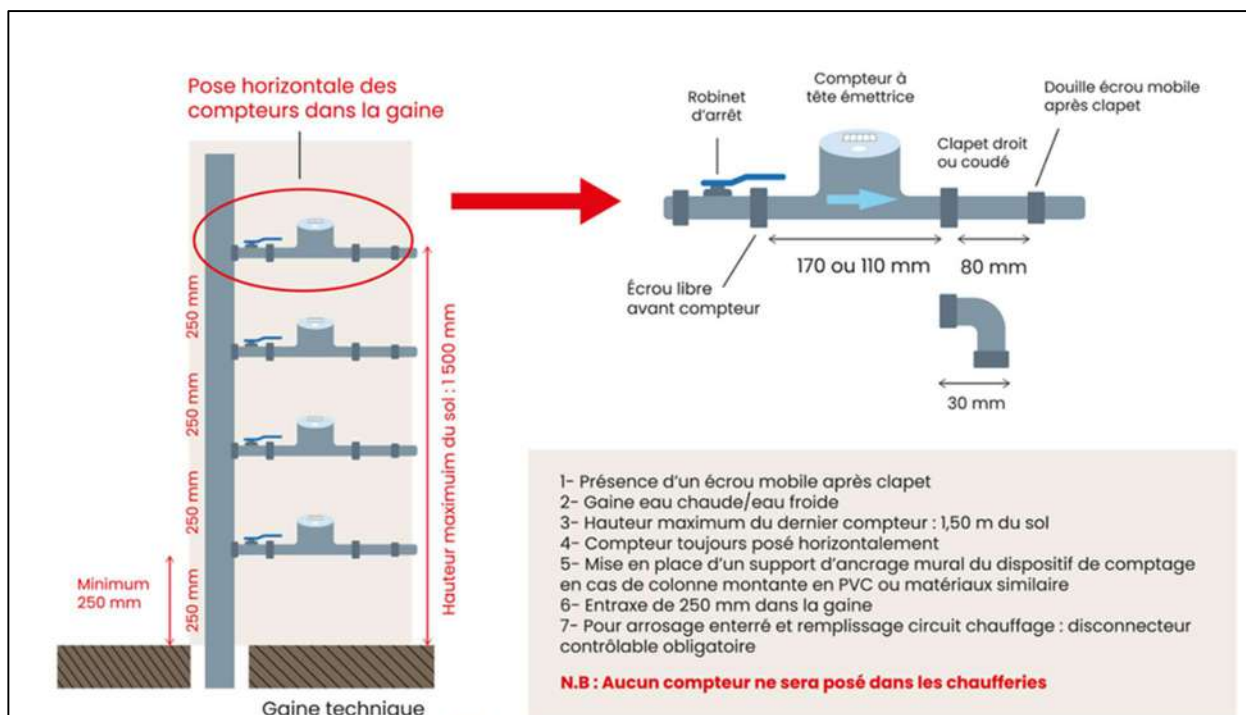 Pose horizontale des
compteurs dans la gaine
250 mm
250 mm
250 mm
250 mm
Minimum
250 mm
Hauteur maximuim du sol : 1 500 mm
Gaine technique
Robinet
d'arrêt
Compteur à
tête émettrice
Clapet droit
ou coudé
Douille écrou mobile
après clapet
Écrou libre
avant compteur
170 ou 110 mm
80 mm
30 mm
1- Présence d'un écrou mobile après clapet
2- Gaine eau chaude/eau froide
3- Hauteur maximum du dernier compteur : 1,50 m du sol
4- Compteur toujours posé horizontalement
5- Mise en place d'un support d'ancrage mural du dispositif de comptage
en cas de colonne montante en PVC ou matériaux similaire
6- Entraxe de 250 mm dans la gaine
7- Pour arrosage enterré et remplissage circuit chauffage : disconnecteur
contrôlable obligatoire
N.B : Aucun compteur ne sera posé dans les chaufferies